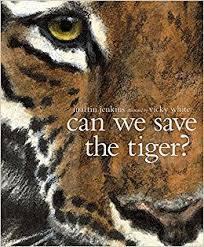 martin jenkins illustrated by vicky white
can we save
the tiger?